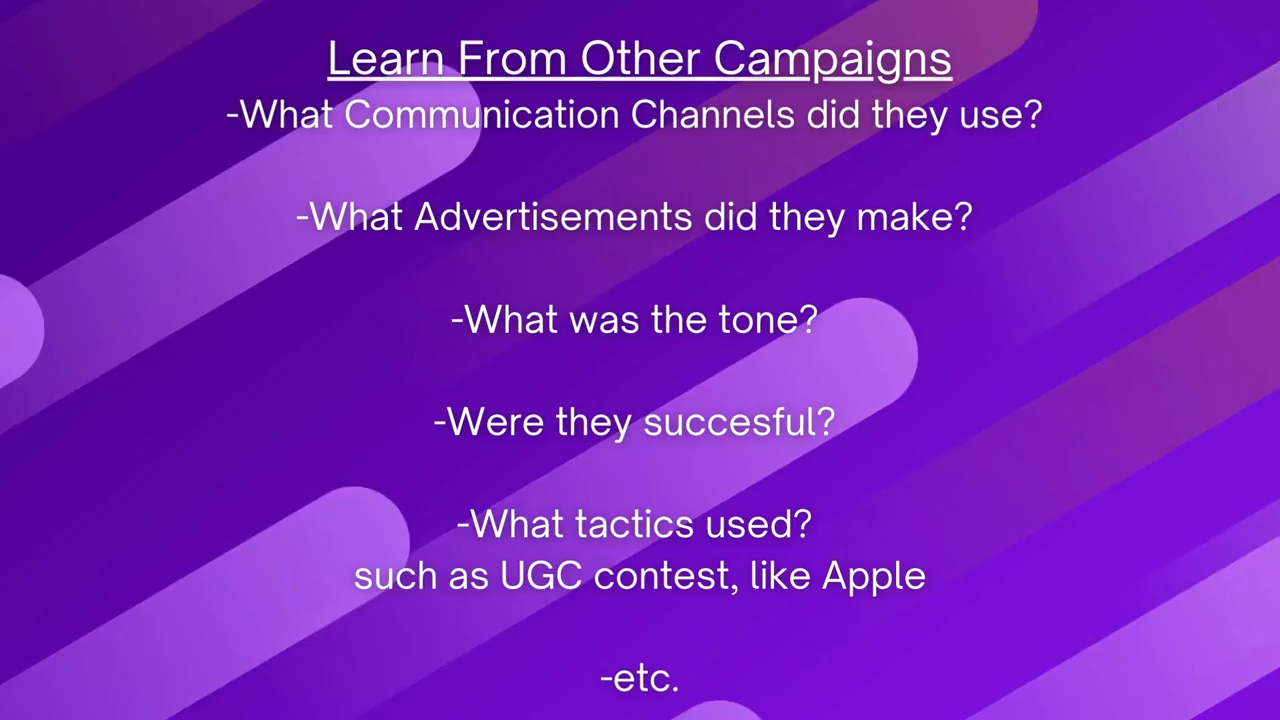 Learn From Other Campaigns
-What Communication Channels did they use?
-What Advertisements did they make?
-What was the tone?
-Were they succesful?
-What tactics used?
such as UGC contest, like Apple
-etc.